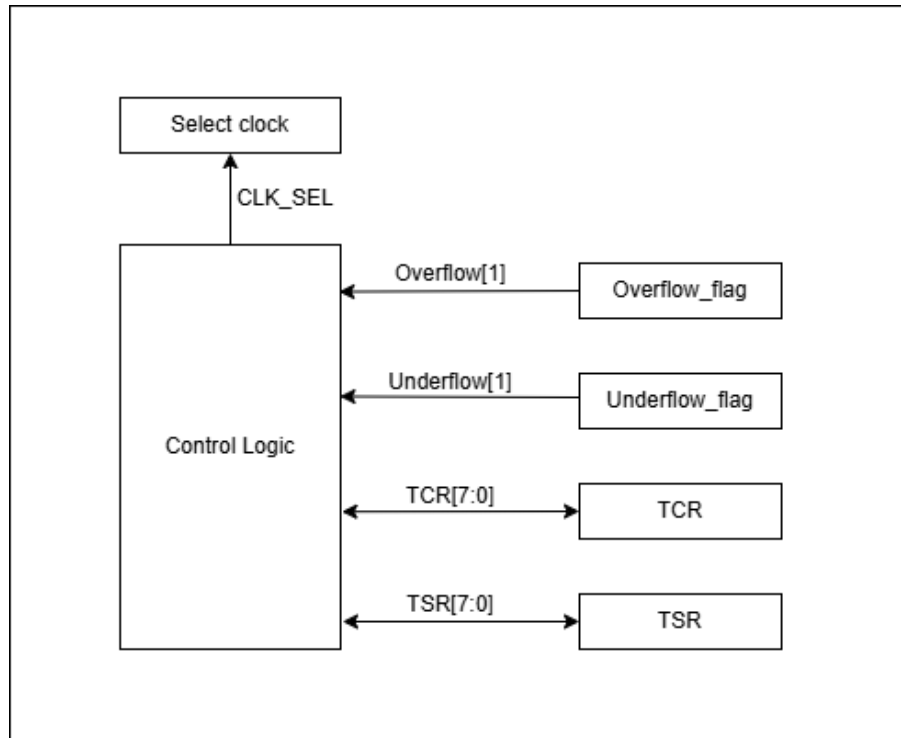 Select clock
CLK_SEL
Overflow[1]
Overflow_flag
Underflow[1]
Underflow_flag
Control Logic
TCR[7:0]
TCR
TSR[7:0]
TSR